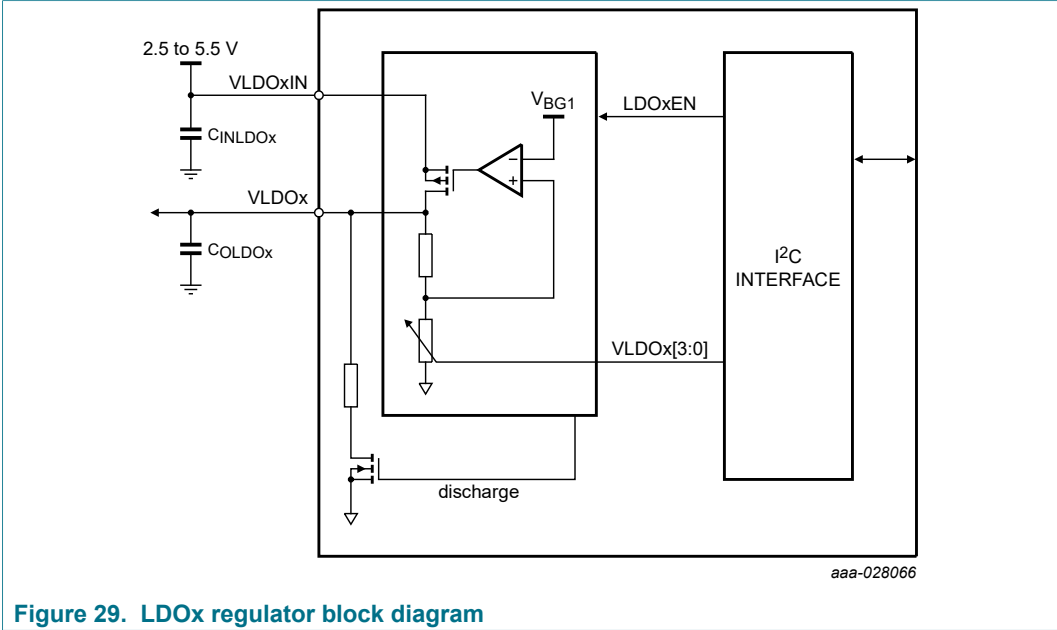 2.5 to 5.5 V
VLDOxIN
CINLDOx
VBG1
LDOxEN
−
+
VLDOx
COLDOx
I2C
INTERFACE
VLDOx[3:0]
discharge
aaa-028066
Figure 29. LDOx regulator block diagram